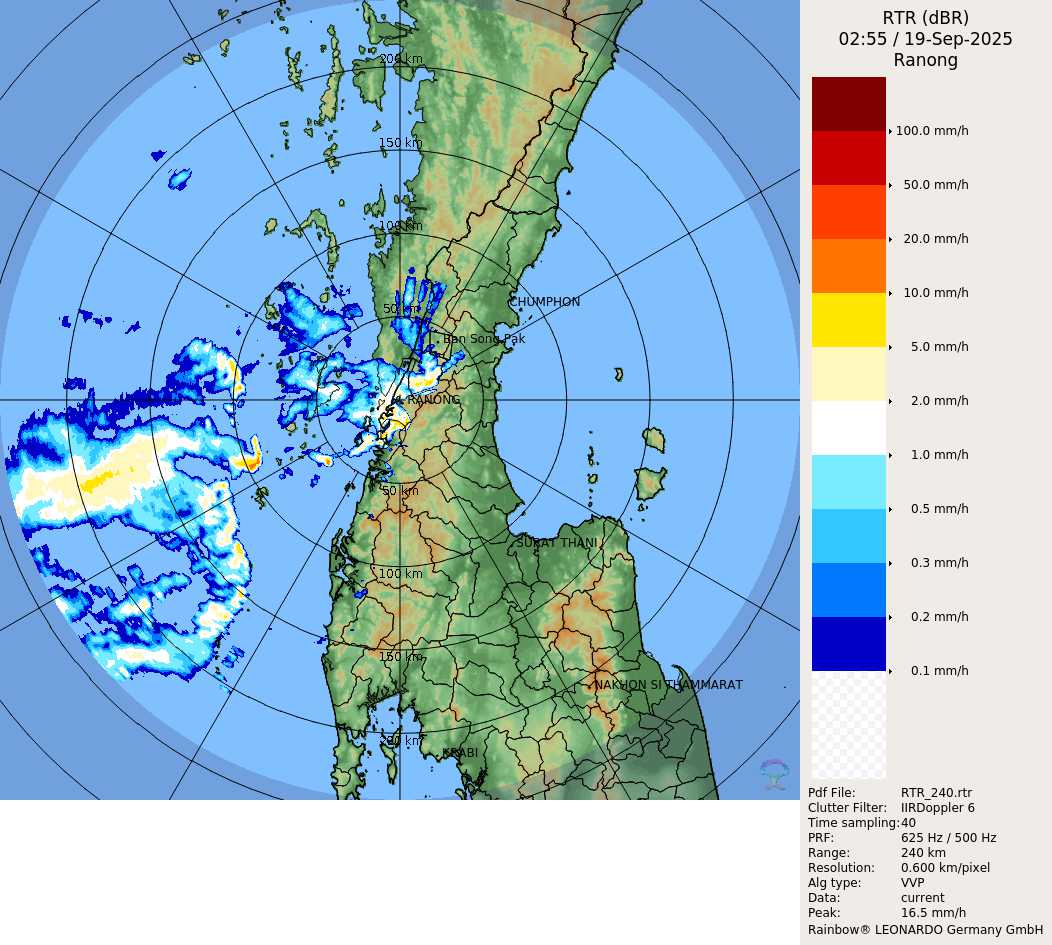 RTR (dBR)
02:55 / 19-Sep-2025
Ranong
200 km
150 km
100 km
50 km
CHUMPHON
Ban Song Pak
RANONG
50 km
SURAT THANI
100 km
150 km
NAKHON SI THAMMARAT
200 km
KRABI
100.0 mm/h
50.0 mm/h
20.0 mm/h
10.0 mm/h
5.0 mm/h
2.0 mm/h
1.0 mm/h
0.5 mm/h
0.3 mm/h
0.2 mm/h
0.1 mm/h
Pdf File: RTR_240.rtr
Clutter Filter: IIRDoppler 6
Time sampling: 40
PRF: 625 Hz / 500 Hz
Range: 240 km
Resolution: 0.600 km/pixel
Alg type: VVP
Data: current
Peak: 16.5 mm/h
Rainbow® LEONARDO Germany GmbH